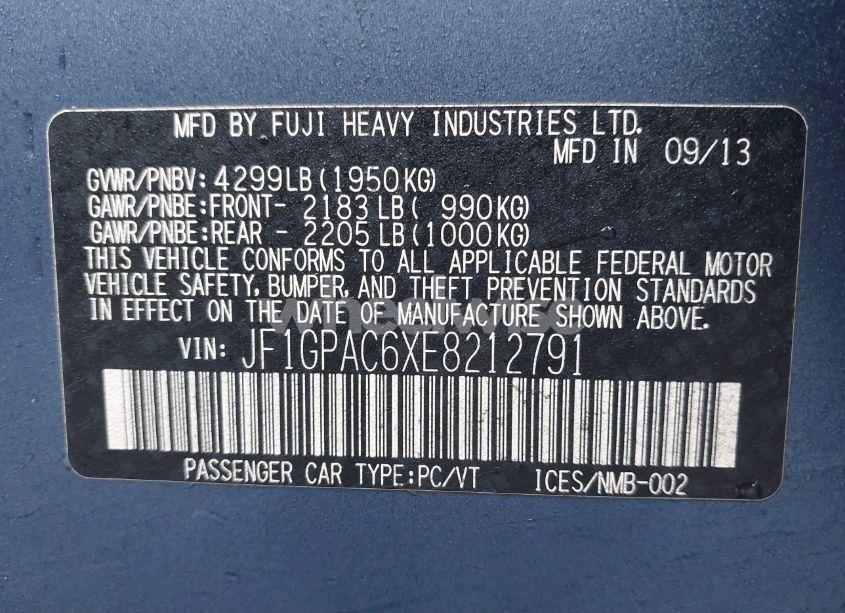 MFD BY FUJI HEAVY INDUSTRIES LTD.
MFD IN 09/13
GVWR/PNBV: 4299LB (1950KG)
GAWR/PNBE:FRONT- 2183 LB ( 990KG)
GAWR/PNBE:REAR - 2205 LB (1000KG)
THIS VEHICLE CONFORMS TO ALL APPLICABLE FEDERAL MOTOR
VEHICLE SAFETY, BUMPER, AND THEFT PREVENTION STANDARDS
IN EFFECT ON THE DATE OF MANUFACTURE SHOWN ABOVE.
VIN: JF1GPAC6XE8212791
PASSENGER CAR TYPE:PC/VT ICES/NMB-002